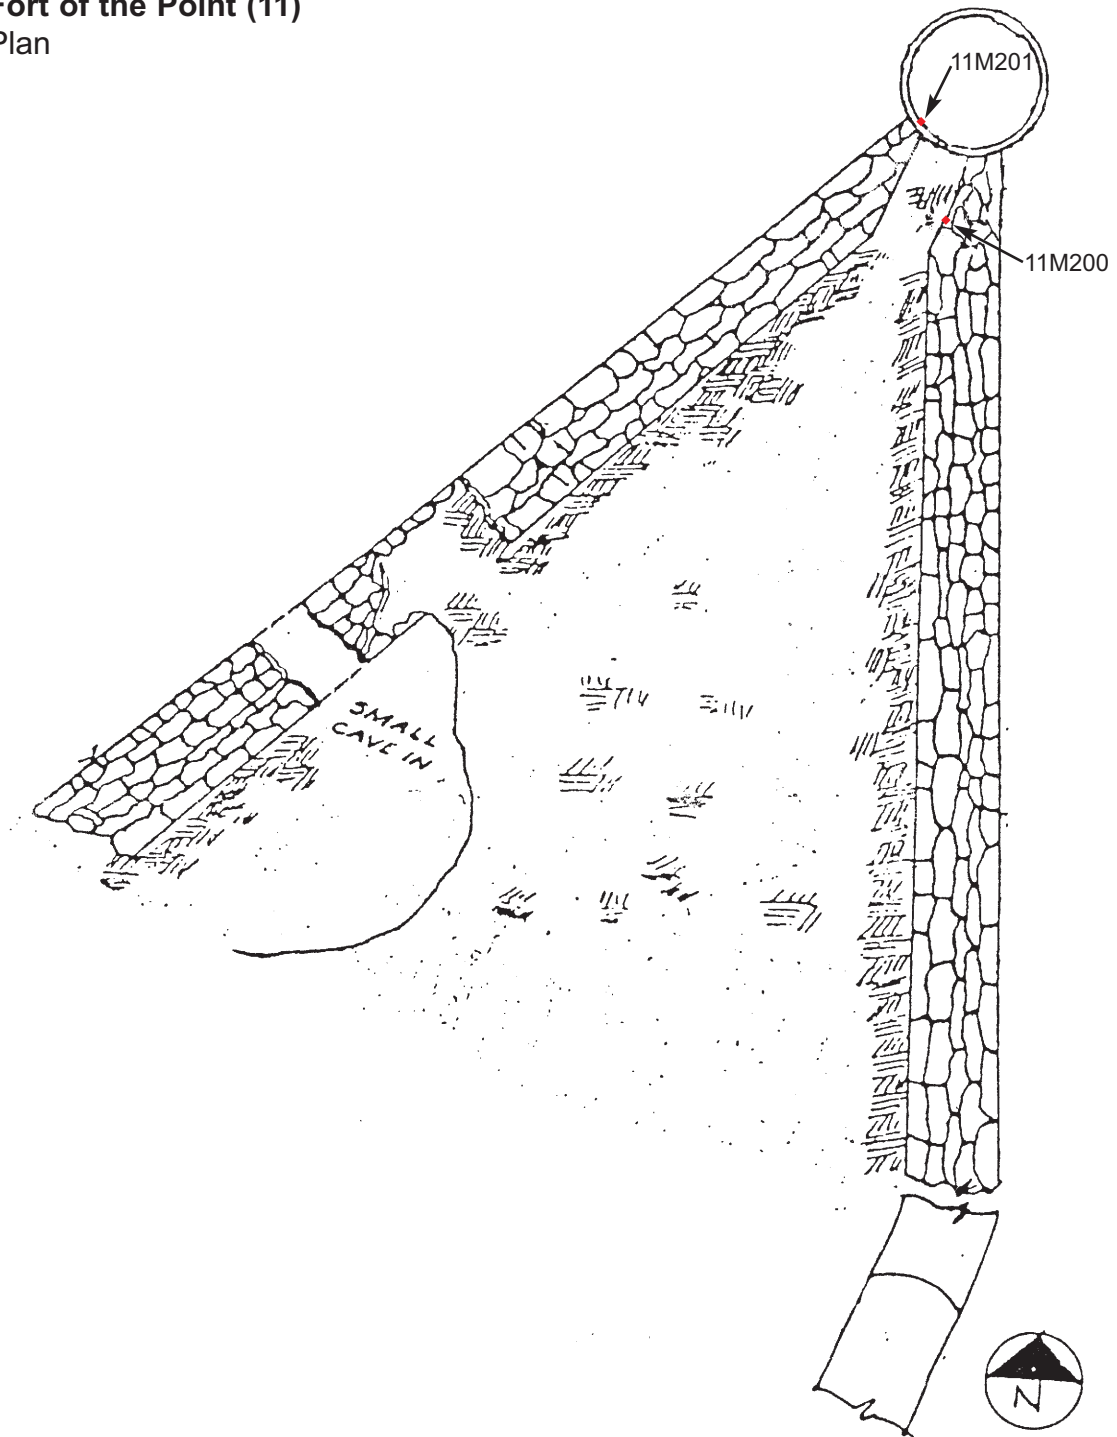 Fort of the Point (11)
Plan
11M201
11M200
SMALL
CAVE IN
N